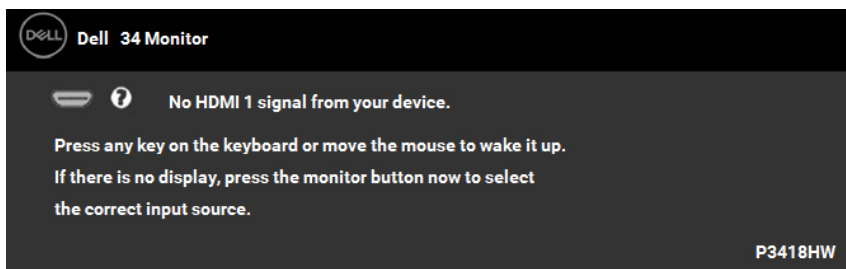 DELL
Dell 34 Monitor
? No HDMI 1 signal from your device.
Press any key on the keyboard or move the mouse to wake it up.
If there is no display, press the monitor button now to select
the correct input source.
P3418HW